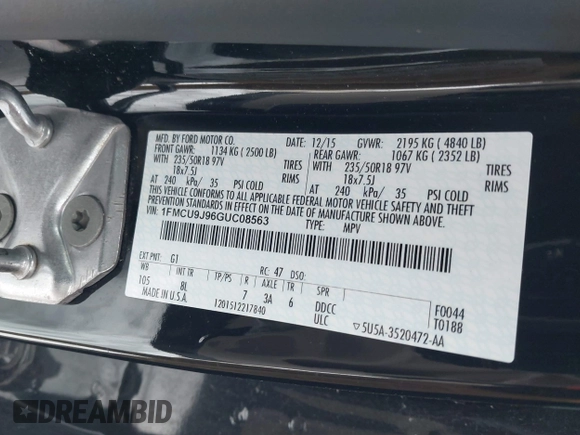 MFD. BY FORD MOTOR CO. DATE: 12/15 GVWR: 2195 KG ( 4840 LB)
FRONT GAWR: 1134 KG ( 2500 LB) REAR GAWR: 1067 KG ( 2352 LB)
WITH 235/50R18 97V TIRES WITH 235/50R18 97V TIRES
18x7.5J RIMS 18x7.5J RIMS
AT 240 kPa/ 35 PSI COLD AT 240 kPa/ 35 PSI COLD
THIS VEHICLE CONFORMS TO ALL APPLICABLE FEDERAL MOTOR VEHICLE SAFETY AND BUMPER STANDARDS AND THEFT PREVENTION STANDARDS IN EFFECT ON THE DATE OF MANUFACTURE SHOWN ABOVE.
VIN: 1FMCU9J96GUC08563
TYPE: MPV
EXT PNT: G1 RC: 47 DSO: F0044
WB INT TR TP/PS R AXLE TR SPR T0188
105 8L 7 3A 6 DDCC
MADE IN U.S.A. 1201512217840 ULC ▽5U5A-3520472-AA
DREAMBID